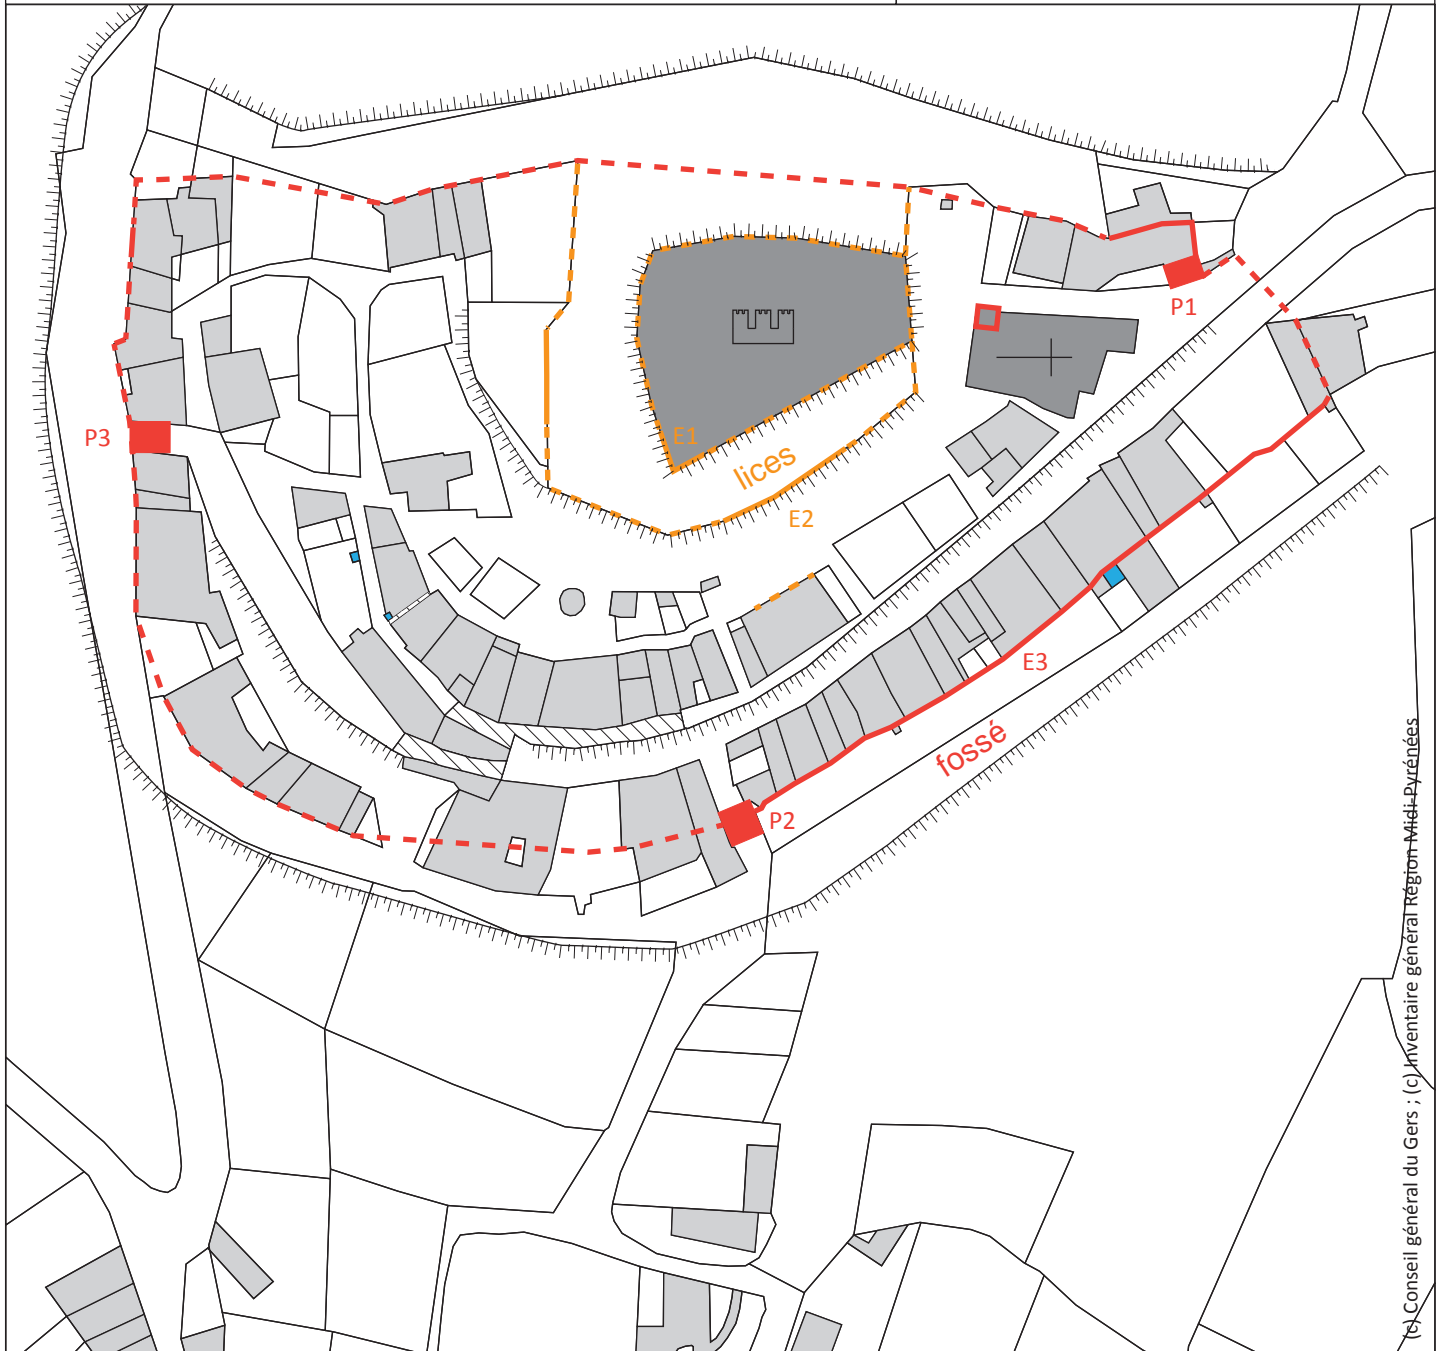 P1
P3
E1
lices
E2
E3
fossé
P2
(c) Conseil général du Gers ; (c) Inventaire général Région Midi-Pyrénées